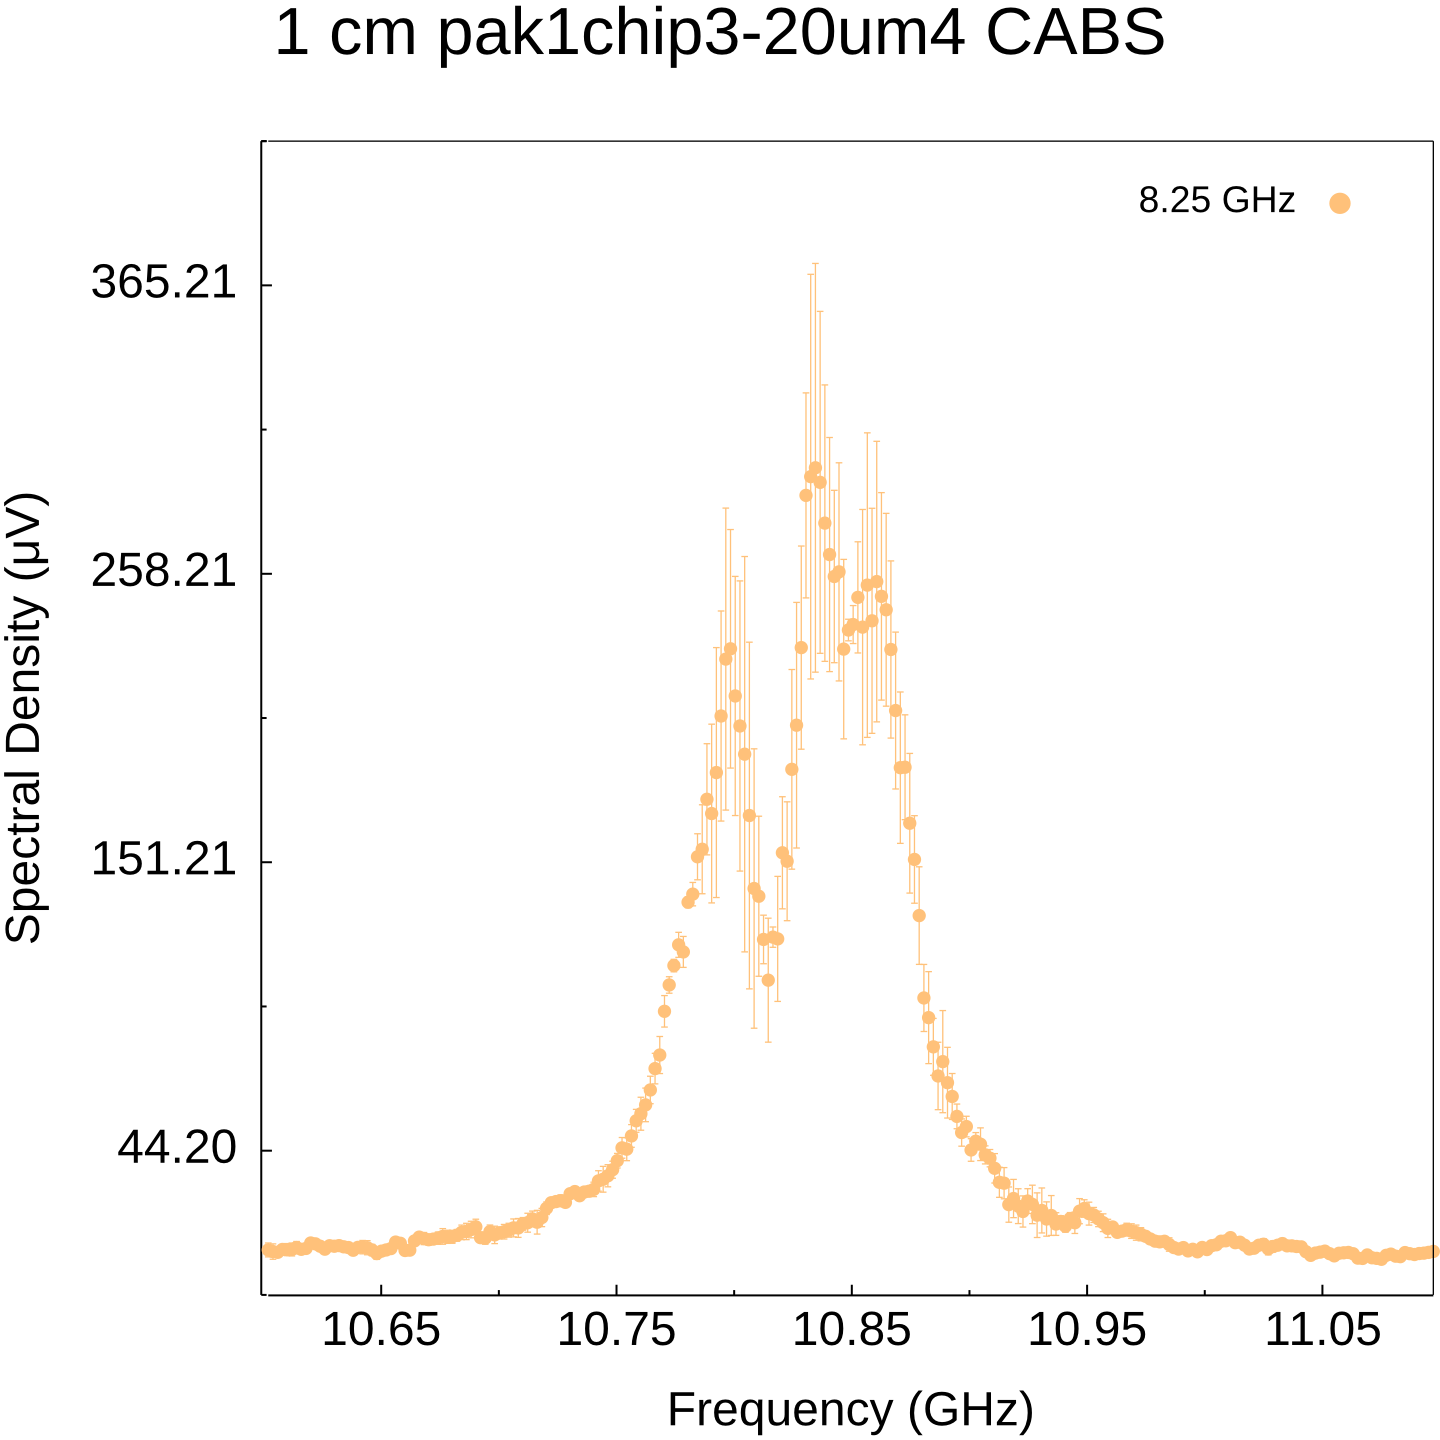 1 cm pak1chip3-20um4 CABS
8.25 GHz
365.21
258.21
151.21
44.20
Spectral Density (μV)
10.65 10.75 10.85 10.95 11.05
Frequency (GHz)